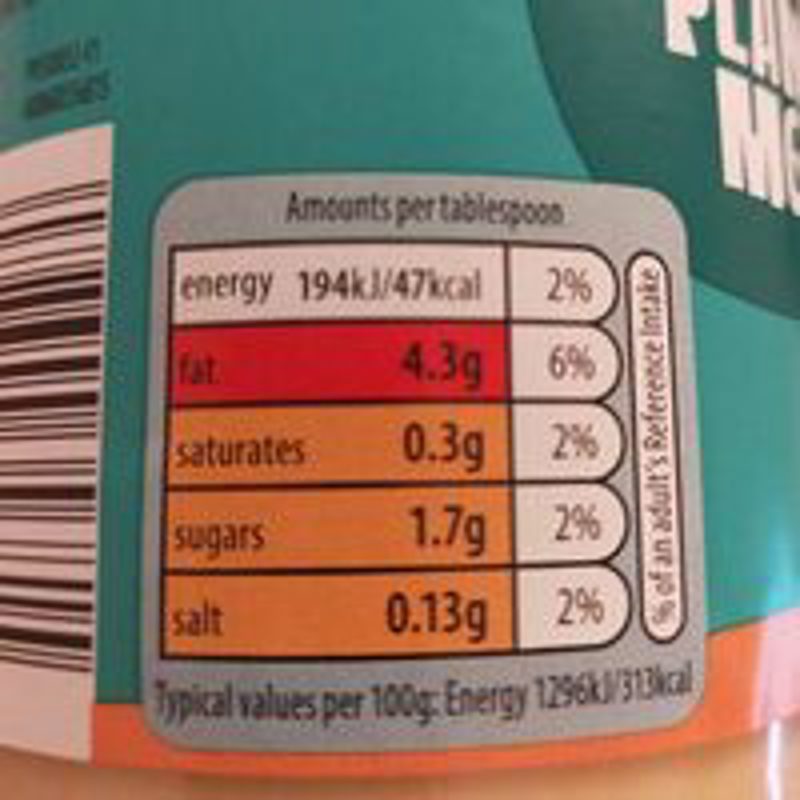 PLAN
Amounts per tablespoon
energy 194kJ/47kcal 2%
fat 4.3g 6%
saturates 0.3g 2%
sugars 1.7g 2%
salt 0.13g 2%
% of an adult's Reference Intake
Typical values per 100g: Energy 1296kJ/313kcal